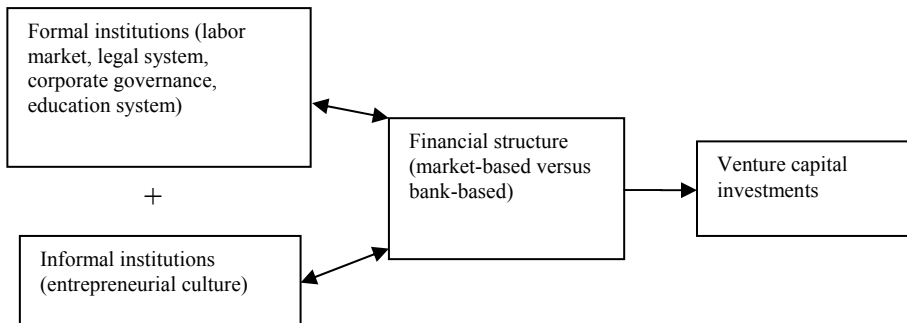 Formal institutions (labor
market, legal system,
corporate governance,
education system)
Financial structure
(market-based versus
bank-based)
Venture capital
investments
+
Informal institutions
(entrepreneurial culture)